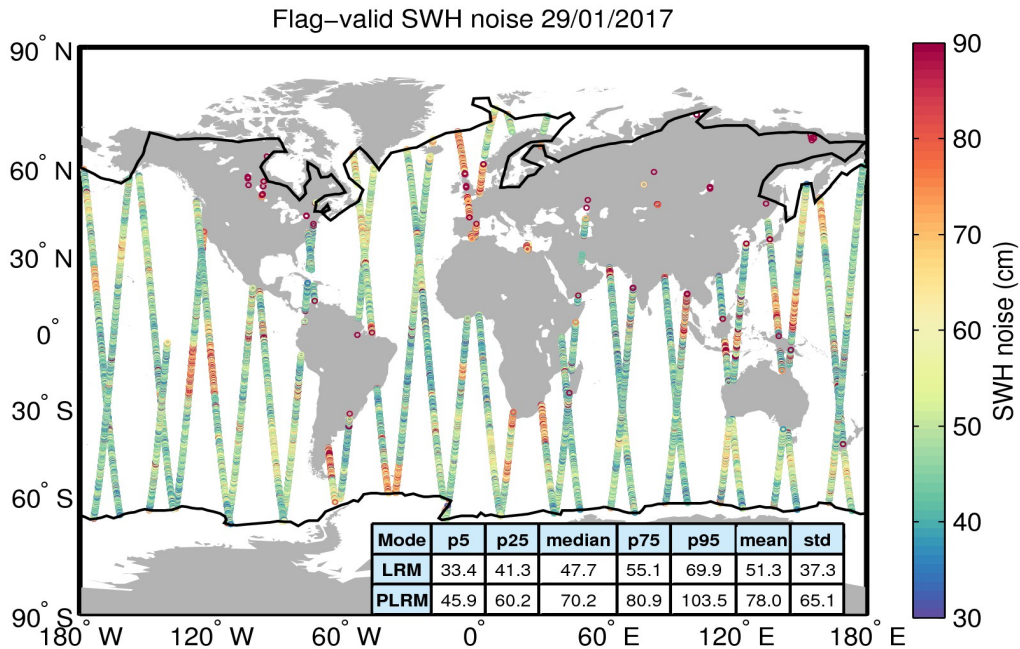 Flag−valid SWH noise 29/01/2017
90° N
60° N
30° N
0°
30° S
60° S
90° S
180° W 120° W 60° W 0° 60° E 120° E 180° E
90
80
70
60
50
40
30
SWH noise (cm)
Mode p5 p25 median p75 p95 mean std
LRM 33.4 41.3 47.7 55.1 69.9 51.3 37.3
PLRM 45.9 60.2 70.2 80.9 103.5 78.0 65.1